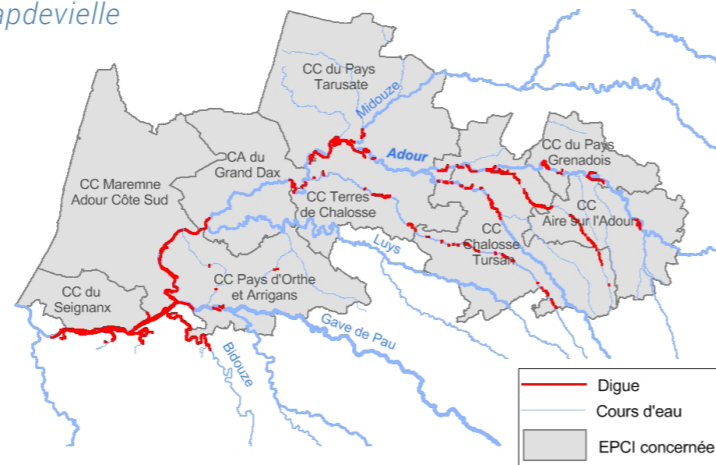 apdevielle
CC du Pays
Tarusate
Midouze
Adour
CC du Pays
Grenadois
CA du
Grand Dax
CC Maremne
Adour Côte Sud
CC Terres
de Chalosse
CC
Aire sur l'Adour
CC
Chalosse
Tursan
Luys
CC du
Seignanx
CC Pays d'Orthe
et Arrigans
Gave de Pau
Bidouze
Digue
Cours d'eau
EPCI concernée